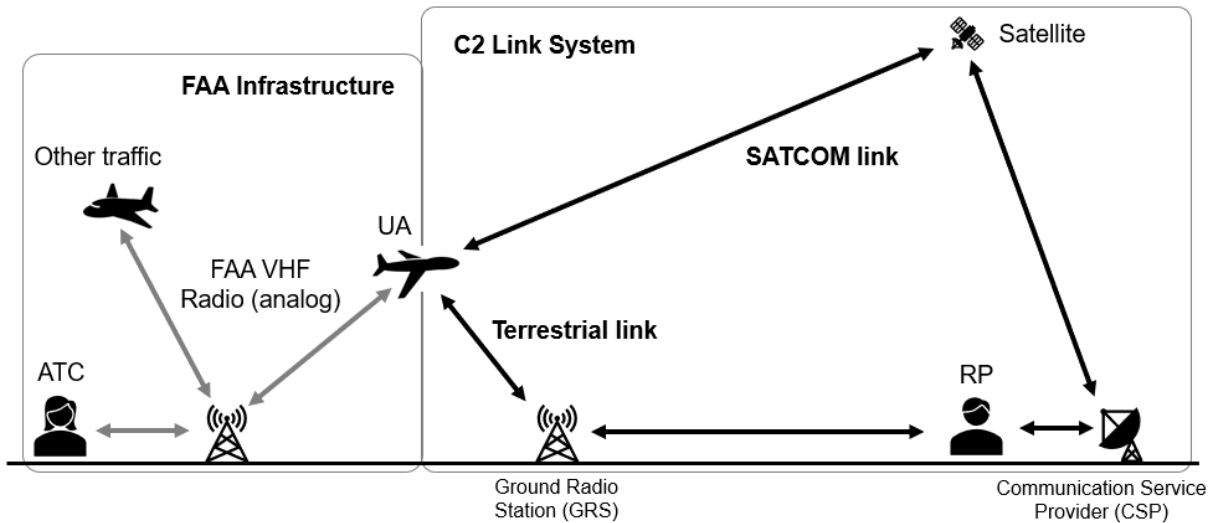 C2 Link System
Satellite
FAA Infrastructure
Other traffic
SATCOM link
UA
FAA VHF
Radio (analog)
Terrestrial link
ATC
RP
Ground Radio
Station (GRS)
Communication Service
Provider (CSP)